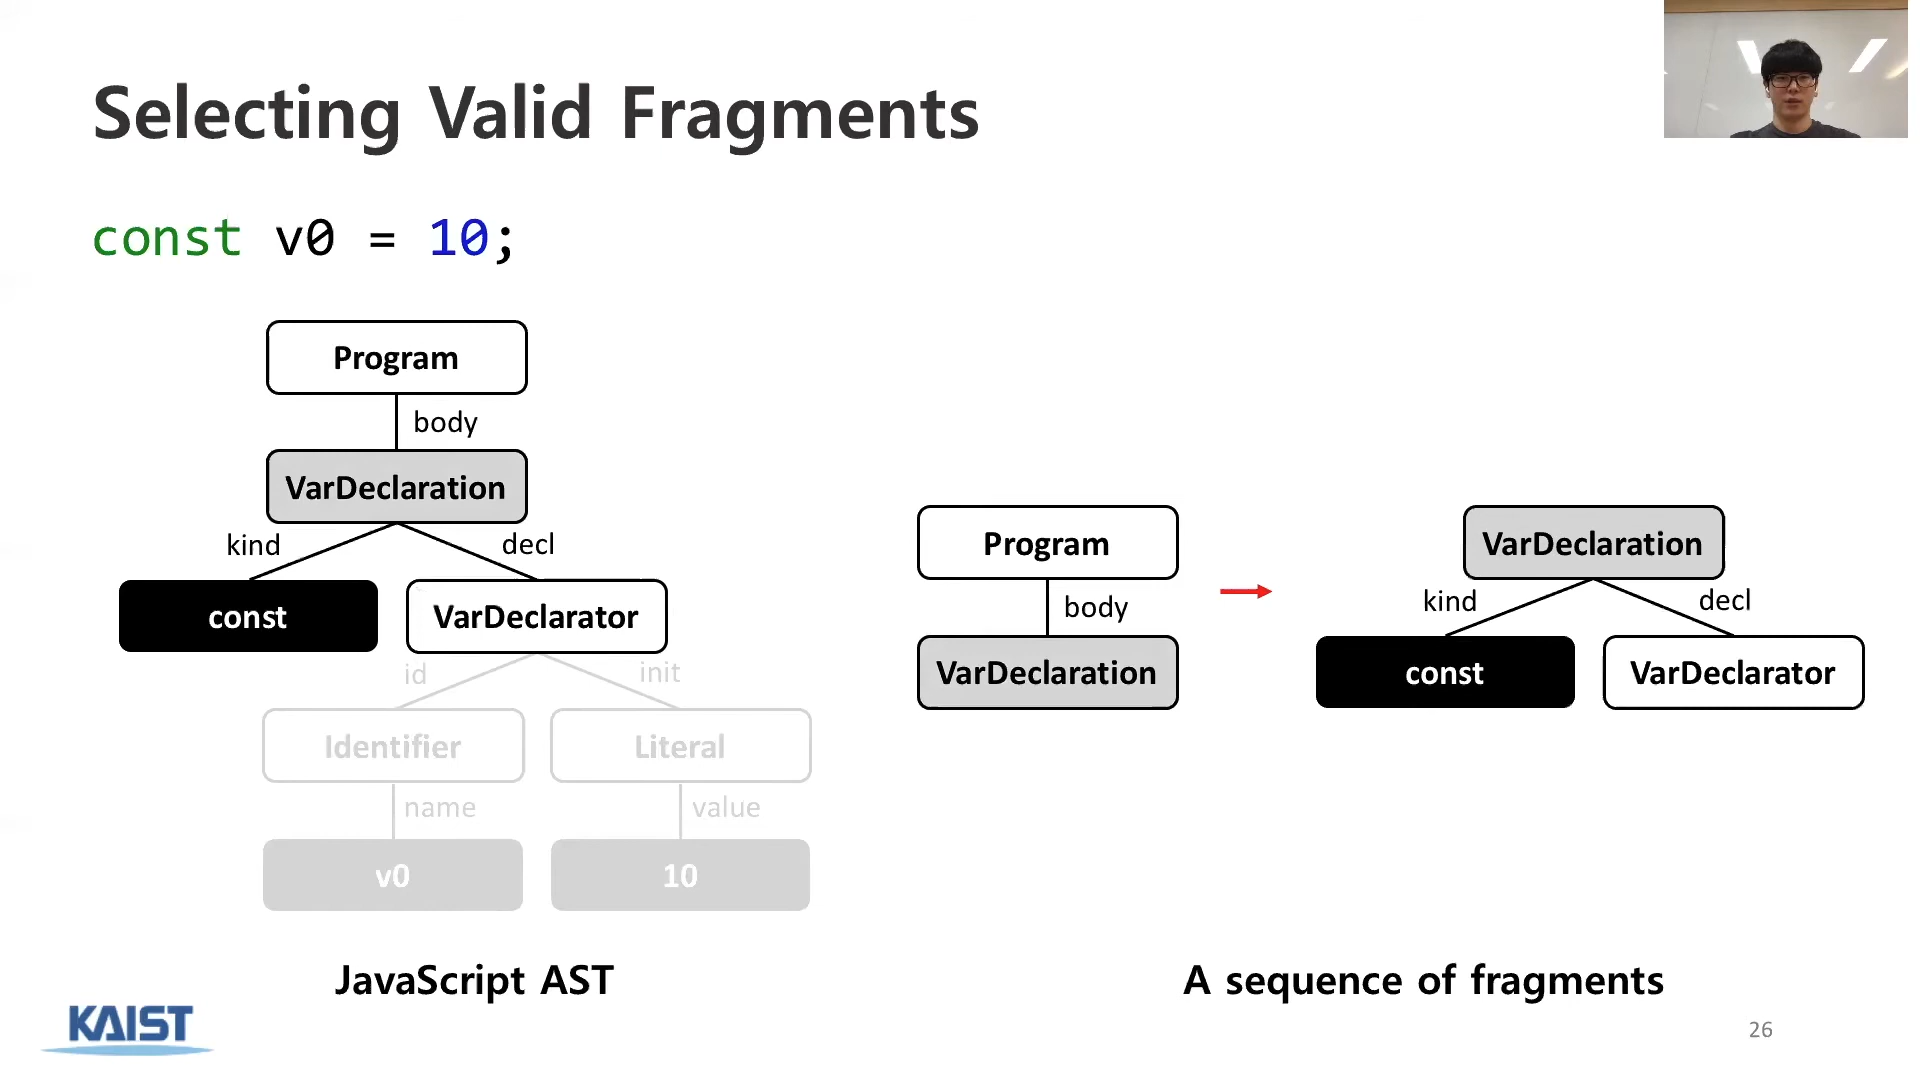 Selecting Valid Fragments
const v0 = 10;
Program
body
VarDeclaration
kind
decl
const
VarDeclarator
id
init
Identifier
Literal
name
value
v0
10
JavaScript AST
Program
body
VarDeclaration
VarDeclaration
kind
decl
const
VarDeclarator
A sequence of fragments
KAIST
26